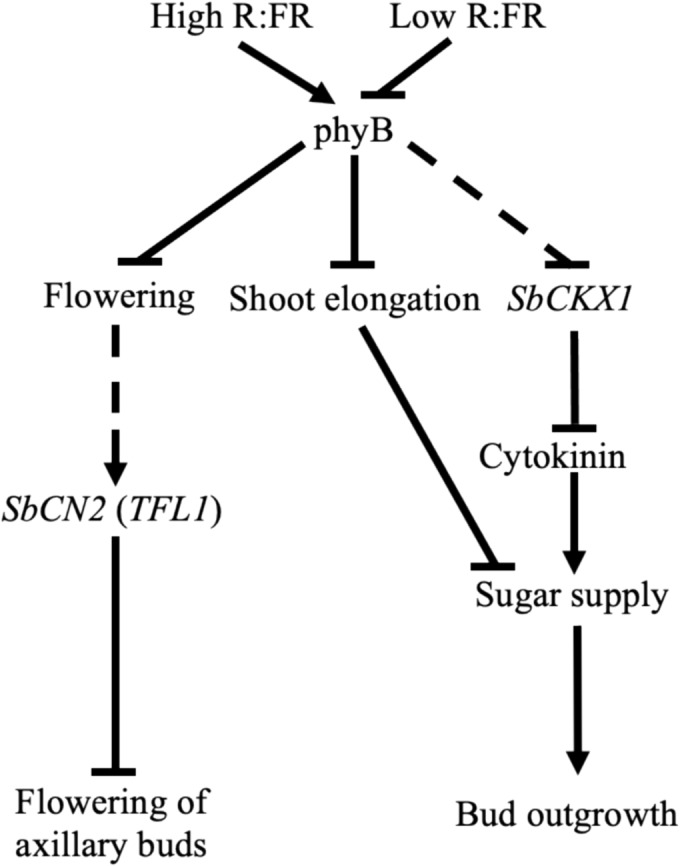 High R:FR
Low R:FR
phyB
Flowering
Shoot elongation
SbCKX1
Cytokinin
SbCN2 (TFL1)
Sugar supply
Flowering of
axillary buds
Bud outgrowth